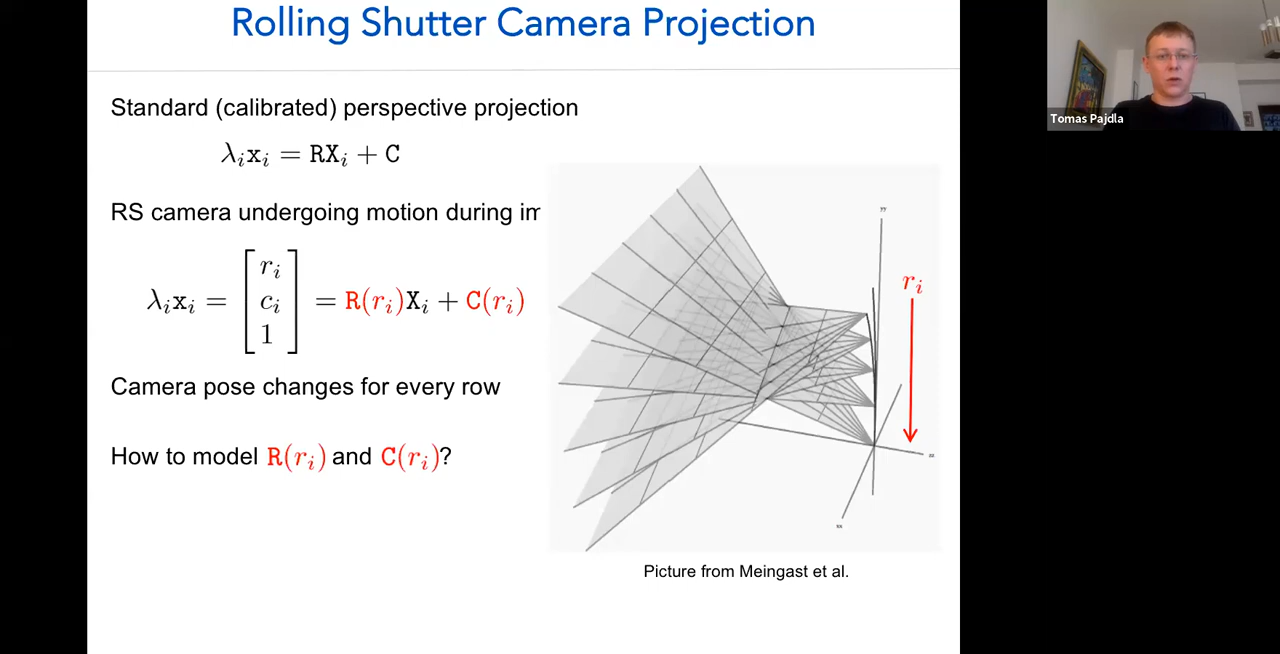 Rolling Shutter Camera Projection
Standard (calibrated) perspective projection
λᵢxᵢ = RXᵢ + C
RS camera undergoing motion during im
λᵢxᵢ = [rᵢ cᵢ 1] = R(rᵢ)Xᵢ + C(rᵢ)
Camera pose changes for every row
How to model R(rᵢ) and C(rᵢ)?
rᵢ
Picture from Meingast et al.
Tomas Pajdla